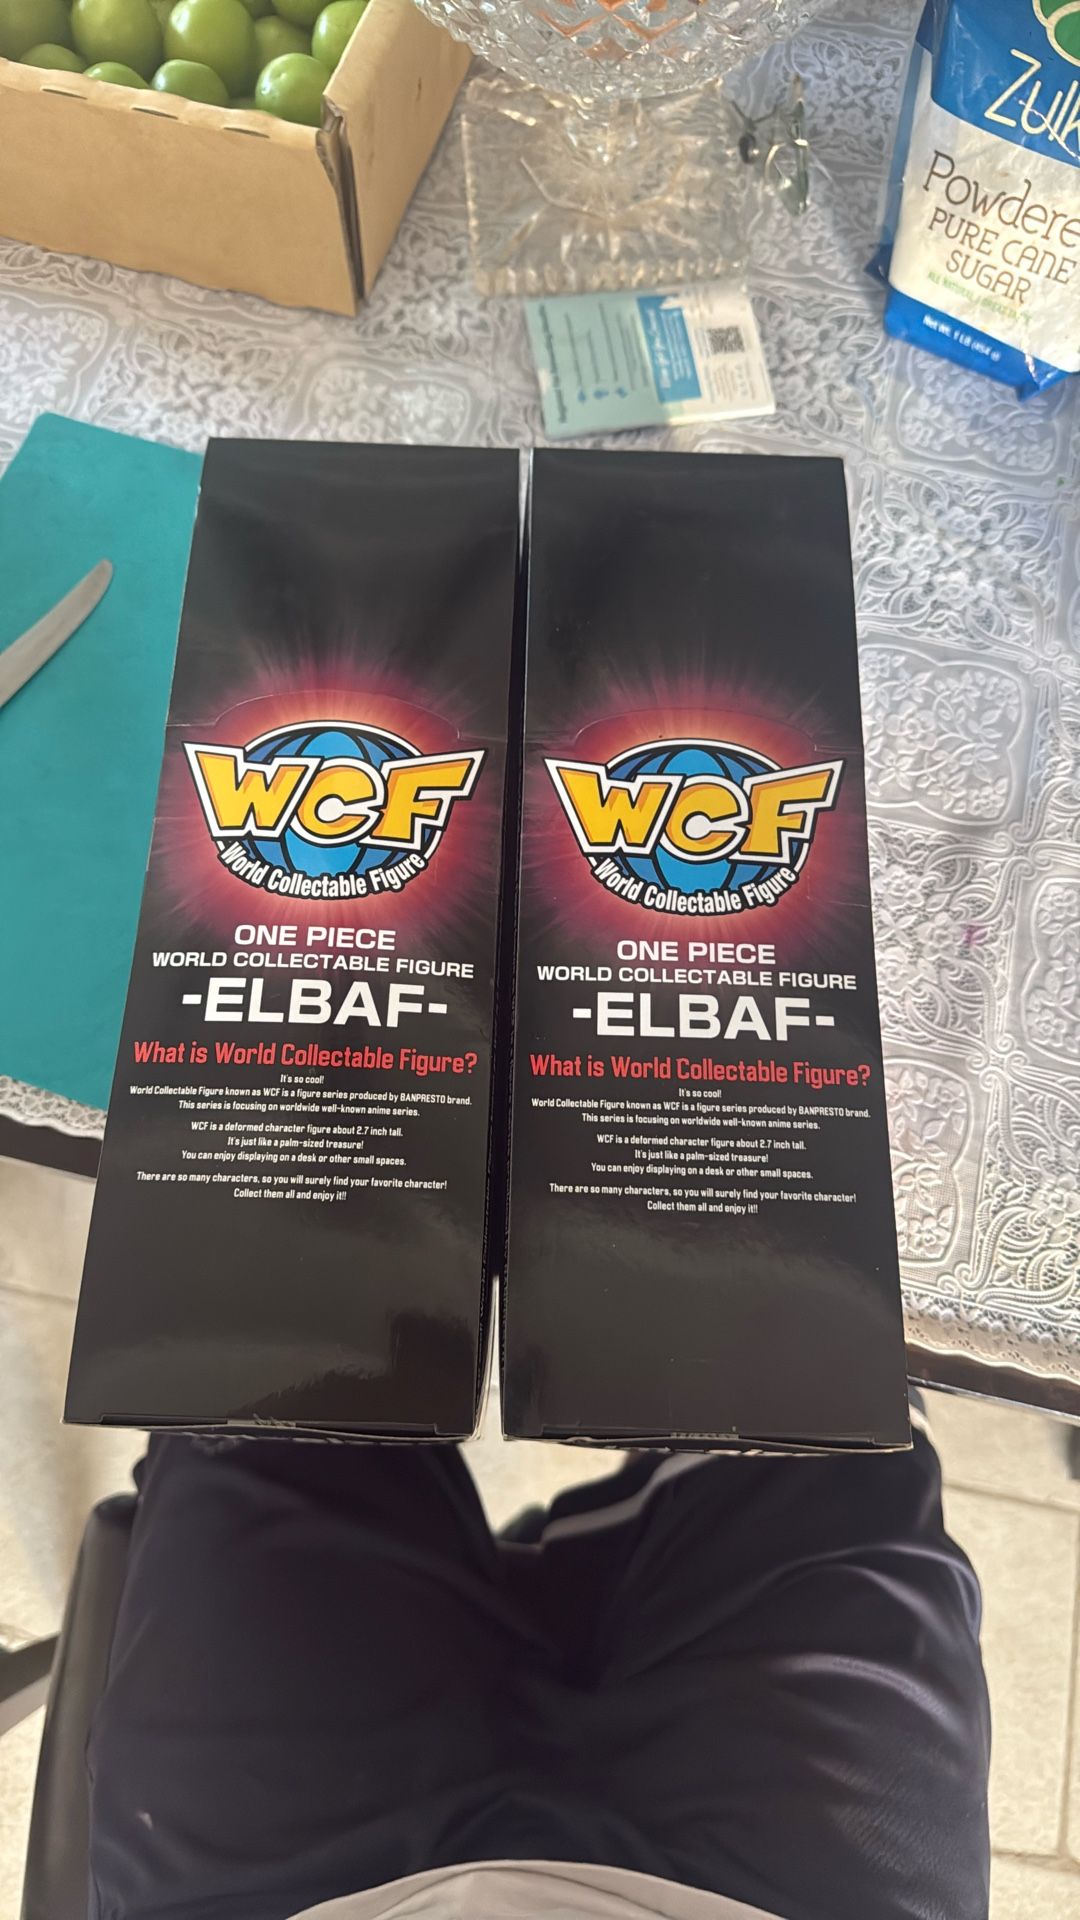 Zulk
Powdere
PURE CANE
SUGAR
Net Wt. 1 LB (454 g)
WCF
World Collectable Figure
ONE PIECE
WORLD COLLECTABLE FIGURE
-ELBAF-
What is World Collectable Figure?
It's so cool!
World Collectable Figure known as WCF is a figure series produced by BANPRESTO brand.
This series is focusing on worldwide well-known anime series.
WCF is a deformed character figure about 2.7 inch tall.
It's just like a palm-sized treasure!
You can enjoy displaying on a desk or other small spaces.
There are so many characters, so you will surely find your favorite character!
Collect them all and enjoy it!!
WCF
World Collectable Figure
ONE PIECE
WORLD COLLECTABLE FIGURE
-ELBAF-
What is World Collectable Figure?
It's so cool!
World Collectable Figure known as WCF is a figure series produced by BANPRESTO brand.
This series is focusing on worldwide well-known anime series.
WCF is a deformed character figure about 2.7 inch tall.
It's just like a palm-sized treasure!
You can enjoy displaying on a desk or other small spaces.
There are so many characters, so you will surely find your favorite character!
Collect them all and enjoy it!!